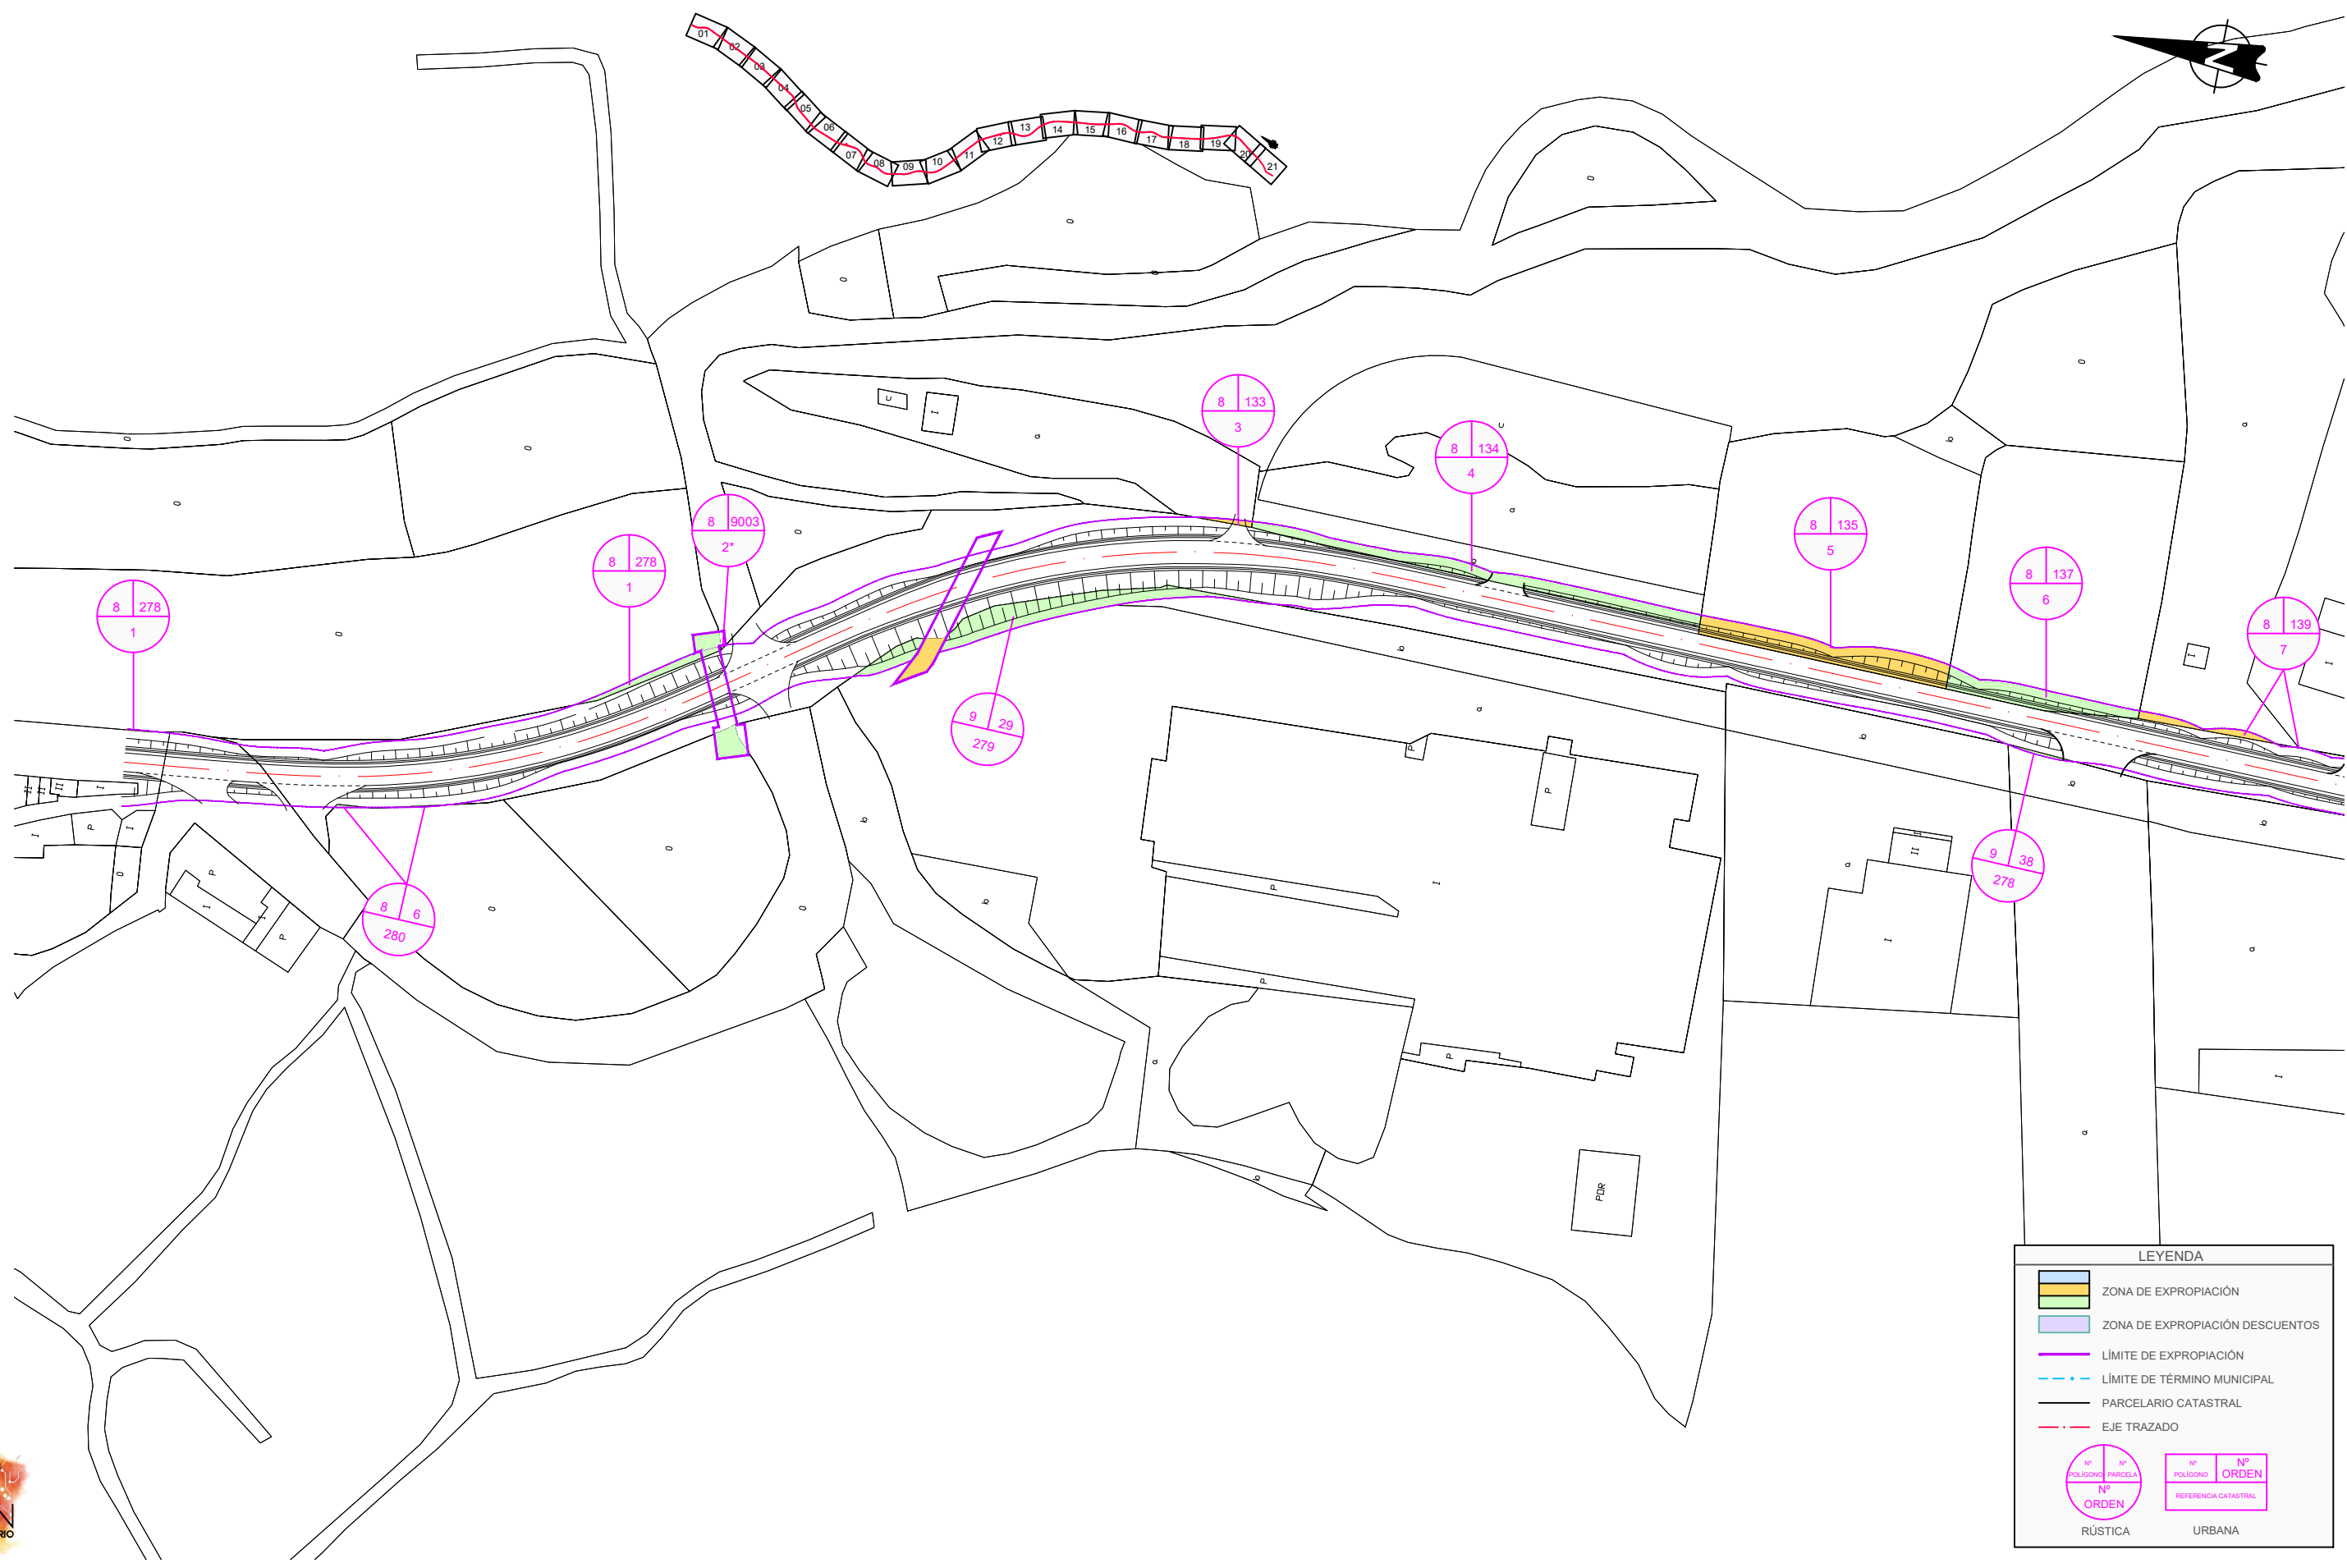 01
02
03
04
05
06
07
08
09
10
11
12
13
14
15
16
17
18
19
20
21
8 133
3
8 134
4
8 9003
2*
8 135
5
8 278
1
8 137
6
8 278
1
8 139
7
9 29
279
9 38
278
8 6
280
POR
LEYENDA
ZONA DE EXPROPIACIÓN
ZONA DE EXPROPIACIÓN DESCUENTOS
LÍMITE DE EXPROPIACIÓN
LÍMITE DE TÉRMINO MUNICIPAL
PARCELARIO CATASTRAL
EJE TRAZADO
Nº POLÍGONO
Nº PARCELA
Nº ORDEN
RÚSTICA
Nº POLÍGONO
Nº ORDEN
REFERENCIA CATASTRAL
URBANA